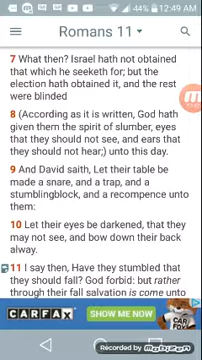 44% 12:49 AM
Romans 11
7 What then? Israel hath not obtained
that which he seeketh for; but the
election hath obtained it, and the rest
were blinded
8 (According as it is written, God hath
given them the spirit of slumber, eyes
that they should not see, and ears that
they should not hear;) unto this day.
9 And David saith, Let their table be
made a snare, and a trap, and a
stumblingblock, and a recompence unto
them:
10 Let their eyes be darkened, that they
may not see, and bow down their back
alway.
11 I say then, Have they stumbled that
they should fall? God forbid: but rather
through their fall salvation is come unto
CARFAX
SHOW ME NOW
CAR
FOX